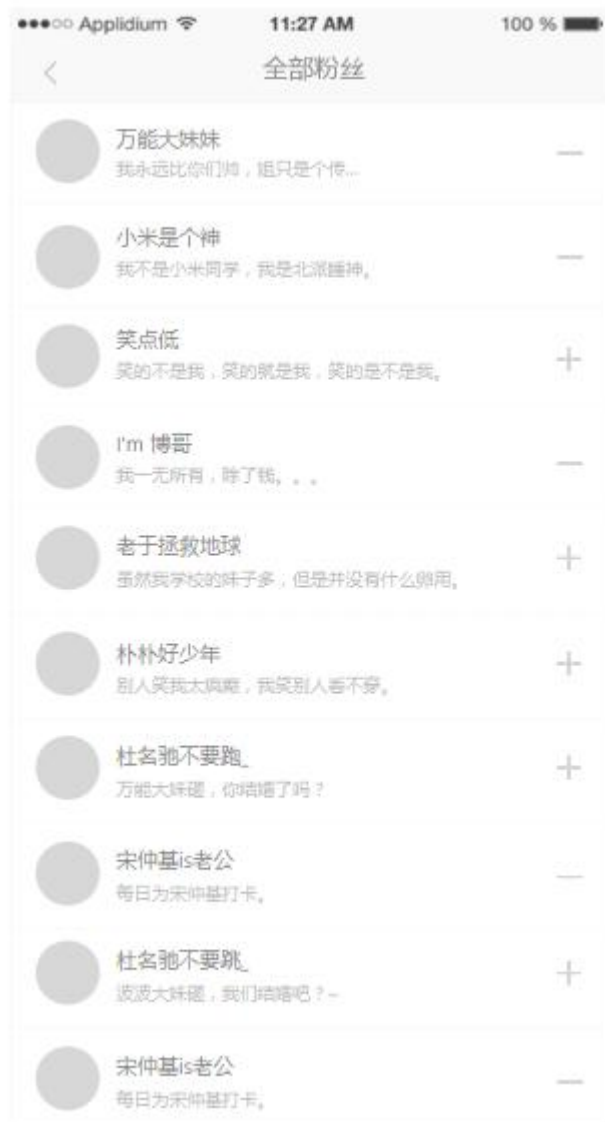 Applidium 11:27 AM 100 %
全部粉丝
万能大妹妹
我永远比你们帅，姐只是个传...
小米是个神
我不是小米同学，我是北派睡神。
笑点低
笑的不是我，笑的就是我，笑的是不是我。
I'm 博哥
我一无所有，除了钱。。。
老于拯救地球
虽然我学校的妹子多，但是并没有什么卵用。
朴朴好少年
别人笑我太疯癫，我笑别人看不穿。
杜名驰不要跑_
万能大妹砸，你结婚了吗？
宋仲基is老公
每日为宋仲基打卡。
杜名驰不要跳_
波波大妹砸，我们结婚吧？~
宋仲基is老公
每日为宋仲基打卡。